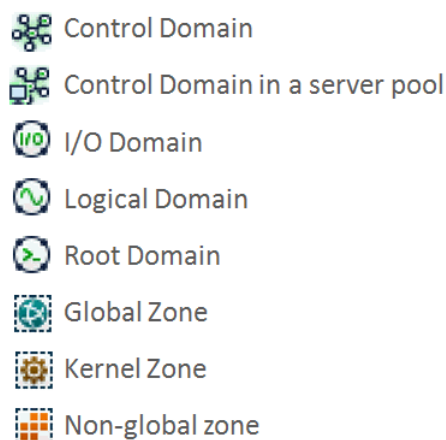 Control Domain
Control Domain in a server pool
I/O I/O Domain
Logical Domain
Root Domain
Global Zone
Kernel Zone
Non-global zone